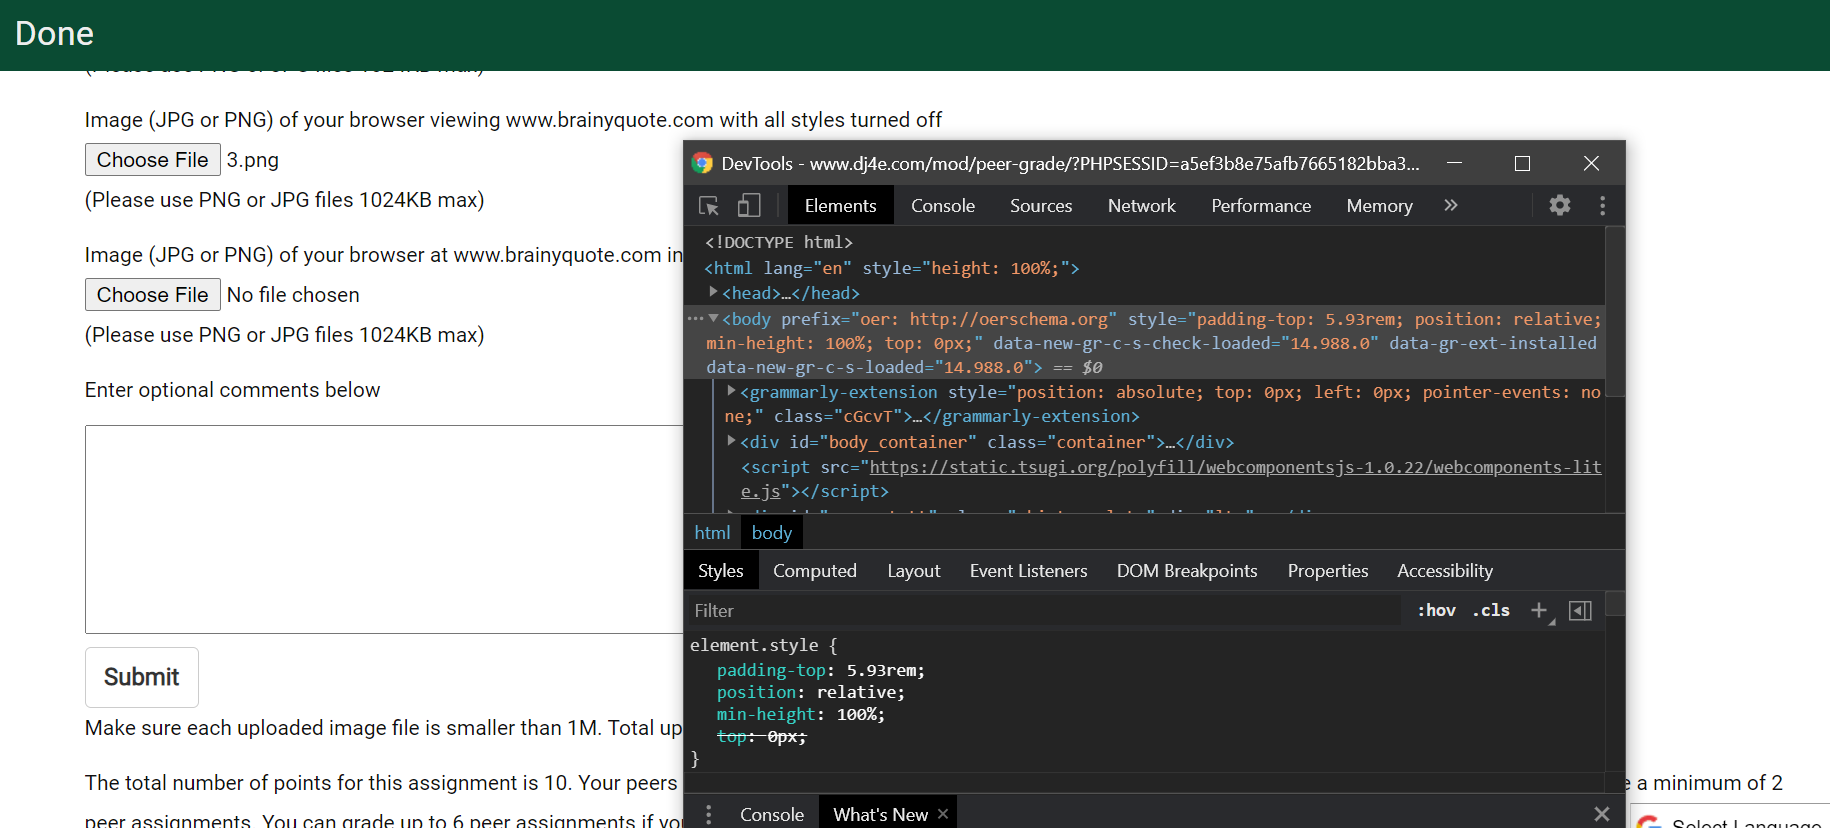 Done
Image (JPG or PNG) of your browser viewing www.brainyquote.com with all styles turned off
Choose File 3.png
(Please use PNG or JPG files 1024KB max)
Image (JPG or PNG) of your browser at www.brainyquote.com in
Choose File No file chosen
(Please use PNG or JPG files 1024KB max)
Enter optional comments below
Submit
Make sure each uploaded image file is smaller than 1M. Total up
The total number of points for this assignment is 10. Your peers
e a minimum of 2
peer assignments. You can grade up to 6 peer assignments if you
Select Language
DevTools - www.dj4e.com/mod/peer-grade/?PHPSESSID=a5ef3b8e75afb7665182bba3...
Elements Console Sources Network Performance Memory »
<!DOCTYPE html>
<html lang="en" style="height: 100%;">
<head>…</head>
<body prefix="oer: http://oerschema.org" style="padding-top: 5.93rem; position: relative;
min-height: 100%; top: 0px;" data-new-gr-c-s-check-loaded="14.988.0" data-gr-ext-installed
data-new-gr-c-s-loaded="14.988.0"> == $0
<grammarly-extension style="position: absolute; top: 0px; left: 0px; pointer-events: no
ne;" class="cGcvT">…</grammarly-extension>
<div id="body_container" class="container">…</div>
<script src="https://static.tsugi.org/polyfill/webcomponentsjs-1.0.22/webcomponents-lit
e.js"></script>
html body
Styles Computed Layout Event Listeners DOM Breakpoints Properties Accessibility
Filter :hov .cls +
element.style {
padding-top: 5.93rem;
position: relative;
min-height: 100%;
top: 0px;
}
Console What's New ×